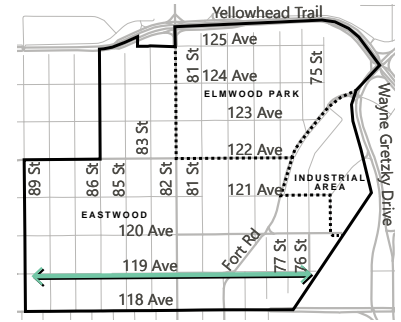 Yellowhead Trail
125 Ave
81 St
124 Ave
75 St
ELMWOOD PARK
123 Ave
83 St
122 Ave
Wayne Gretzky Drive
89 St
86 St
85 St
82 St
81 St
121 Ave
INDUSTRIAL
AREA
EASTWOOD
120 Ave
Fort Rd
77 St
76 St
119 Ave
118 Ave